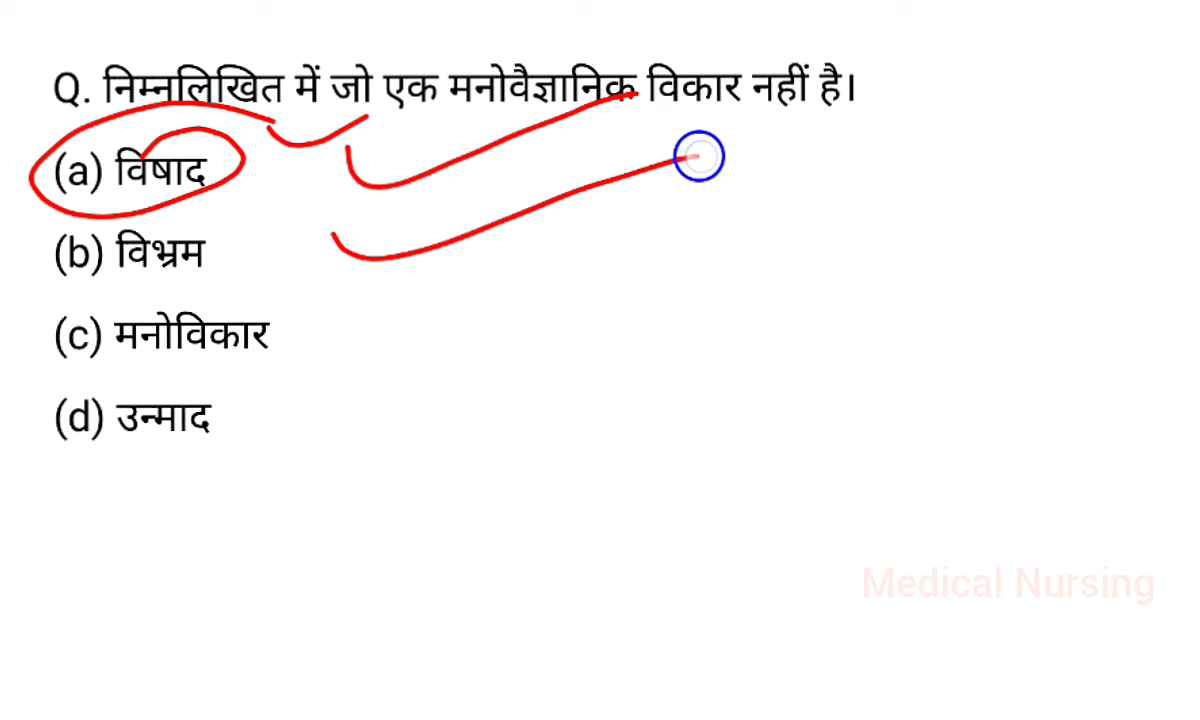 Q. निम्नलिखित में जो एक मनोवैज्ञानिक विकार नहीं है।
(a) विषाद
(b) विभ्रम
(c) मनोविकार
(d) उन्माद
Medical Nursing